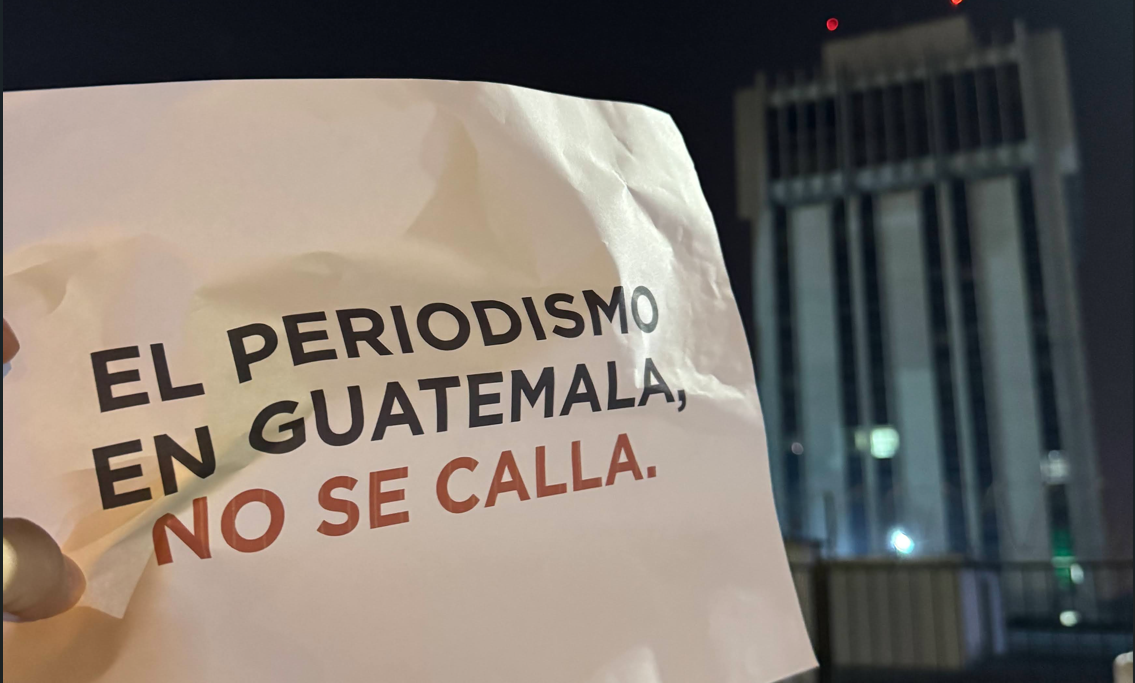 EL PERIODISMO
EN GUATEMALA,
NO SE CALLA.